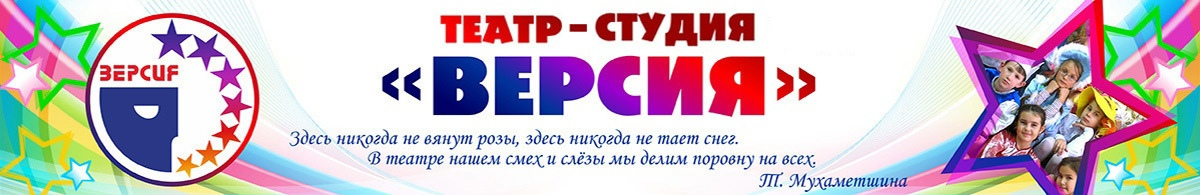 ВЕРСИЯ
ТЕАТР-СТУДИЯ
«ВЕРСИЯ»
Здесь никогда не вянут розы, здесь никогда не тает снег.
В театре нашем смех и слёзы мы делим поровну на всех.
Т. Мухаметшина